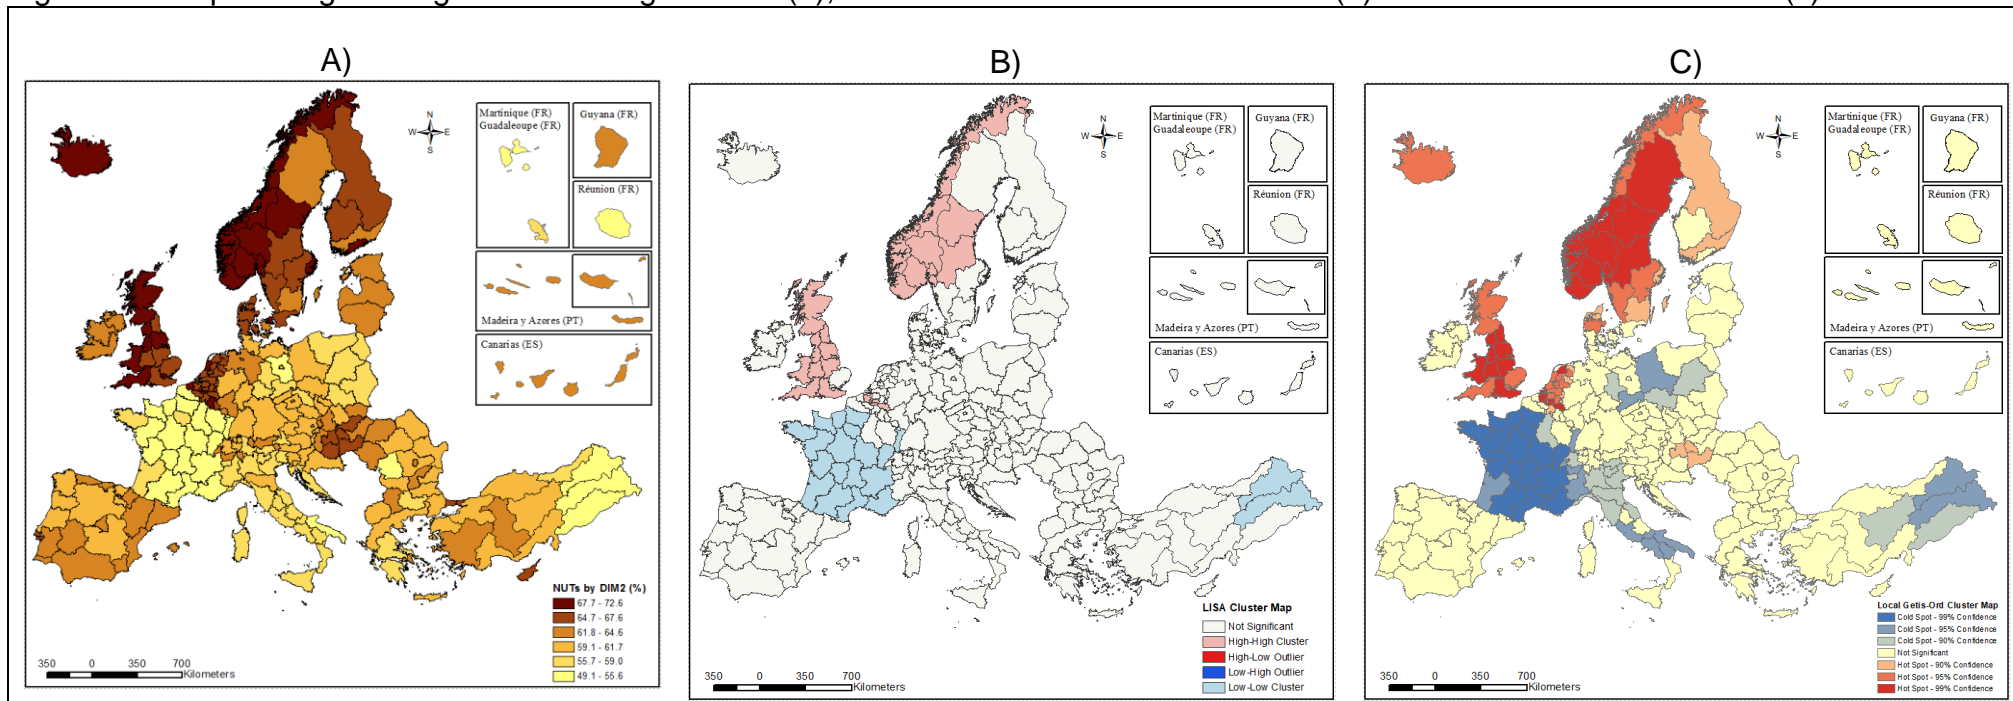 A)
B)
C)
N
W E
S
Martinique (FR)
Guadaleoupe (FR)
Guyana (FR)
Réunion (FR)
Madeira y Azores (PT)
Canarias (ES)
NUTs by DIM2 (%)
67.7 - 72.6
64.7 - 67.6
61.8 - 64.6
59.1 - 61.7
55.7 - 59.0
49.1 - 55.6
350 0 350 700
Kilometers
N
W E
S
Martinique (FR)
Guadaleoupe (FR)
Guyana (FR)
Réunion (FR)
Madeira y Azores (PT)
Canarias (ES)
LISA Cluster Map
Not Significant
High-High Cluster
High-Low Outlier
Low-High Outlier
Low-Low Cluster
350 0 350 700
Kilometers
N
W E
S
Martinique (FR)
Guadaleoupe (FR)
Guyana (FR)
Réunion (FR)
Madeira y Azores (PT)
Canarias (ES)
Local Getis-Ord Cluster Map
Cold Spot - 99% Confidence
Cold Spot - 95% Confidence
Cold Spot - 90% Confidence
Not Significant
Hot Spot - 90% Confidence
Hot Spot - 95% Confidence
Hot Spot - 99% Confidence
350 0 350 700
Kilometers